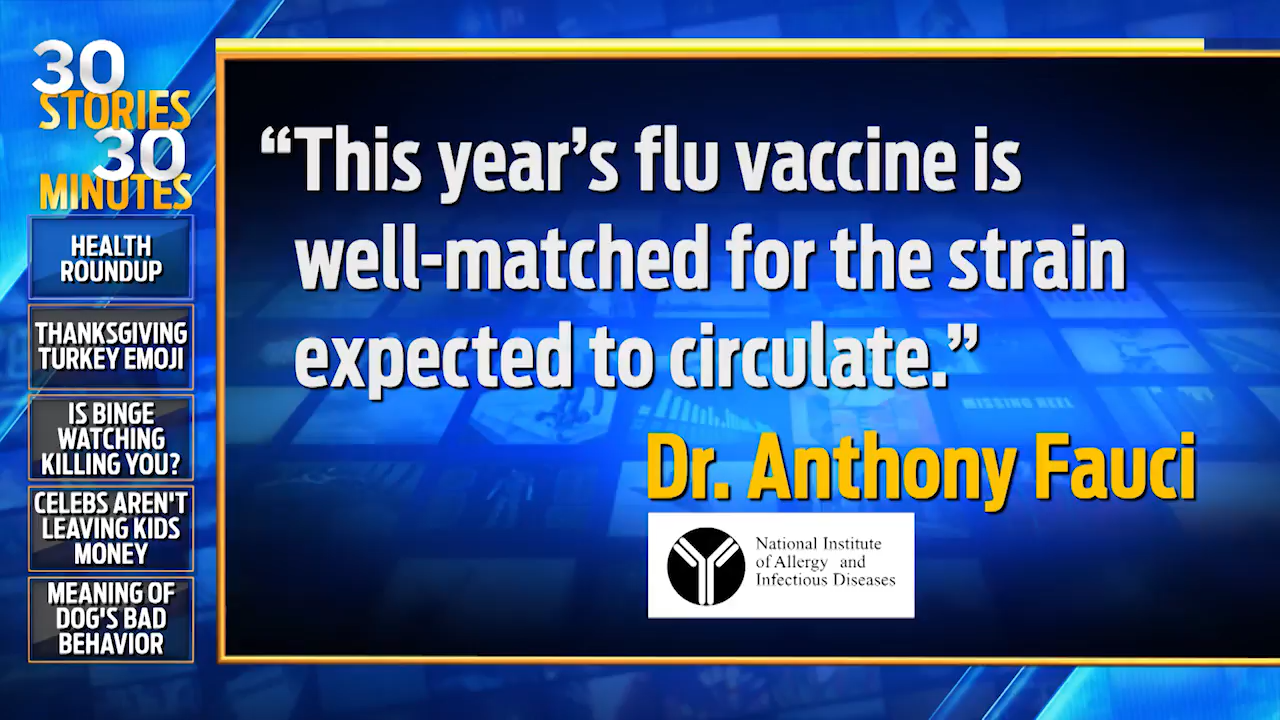 30
STORIES
30
MINUTES
HEALTH
ROUNDUP
THANKSGIVING
TURKEY EMOJI
IS BINGE
WATCHING
KILLING YOU?
CELEBS AREN'T
LEAVING KIDS
MONEY
MEANING OF
DOG'S BAD
BEHAVIOR
“This year’s flu vaccine is
well-matched for the strain
expected to circulate.”
Dr. Anthony Fauci
National Institute
of Allergy and
Infectious Diseases
MISSING REEL